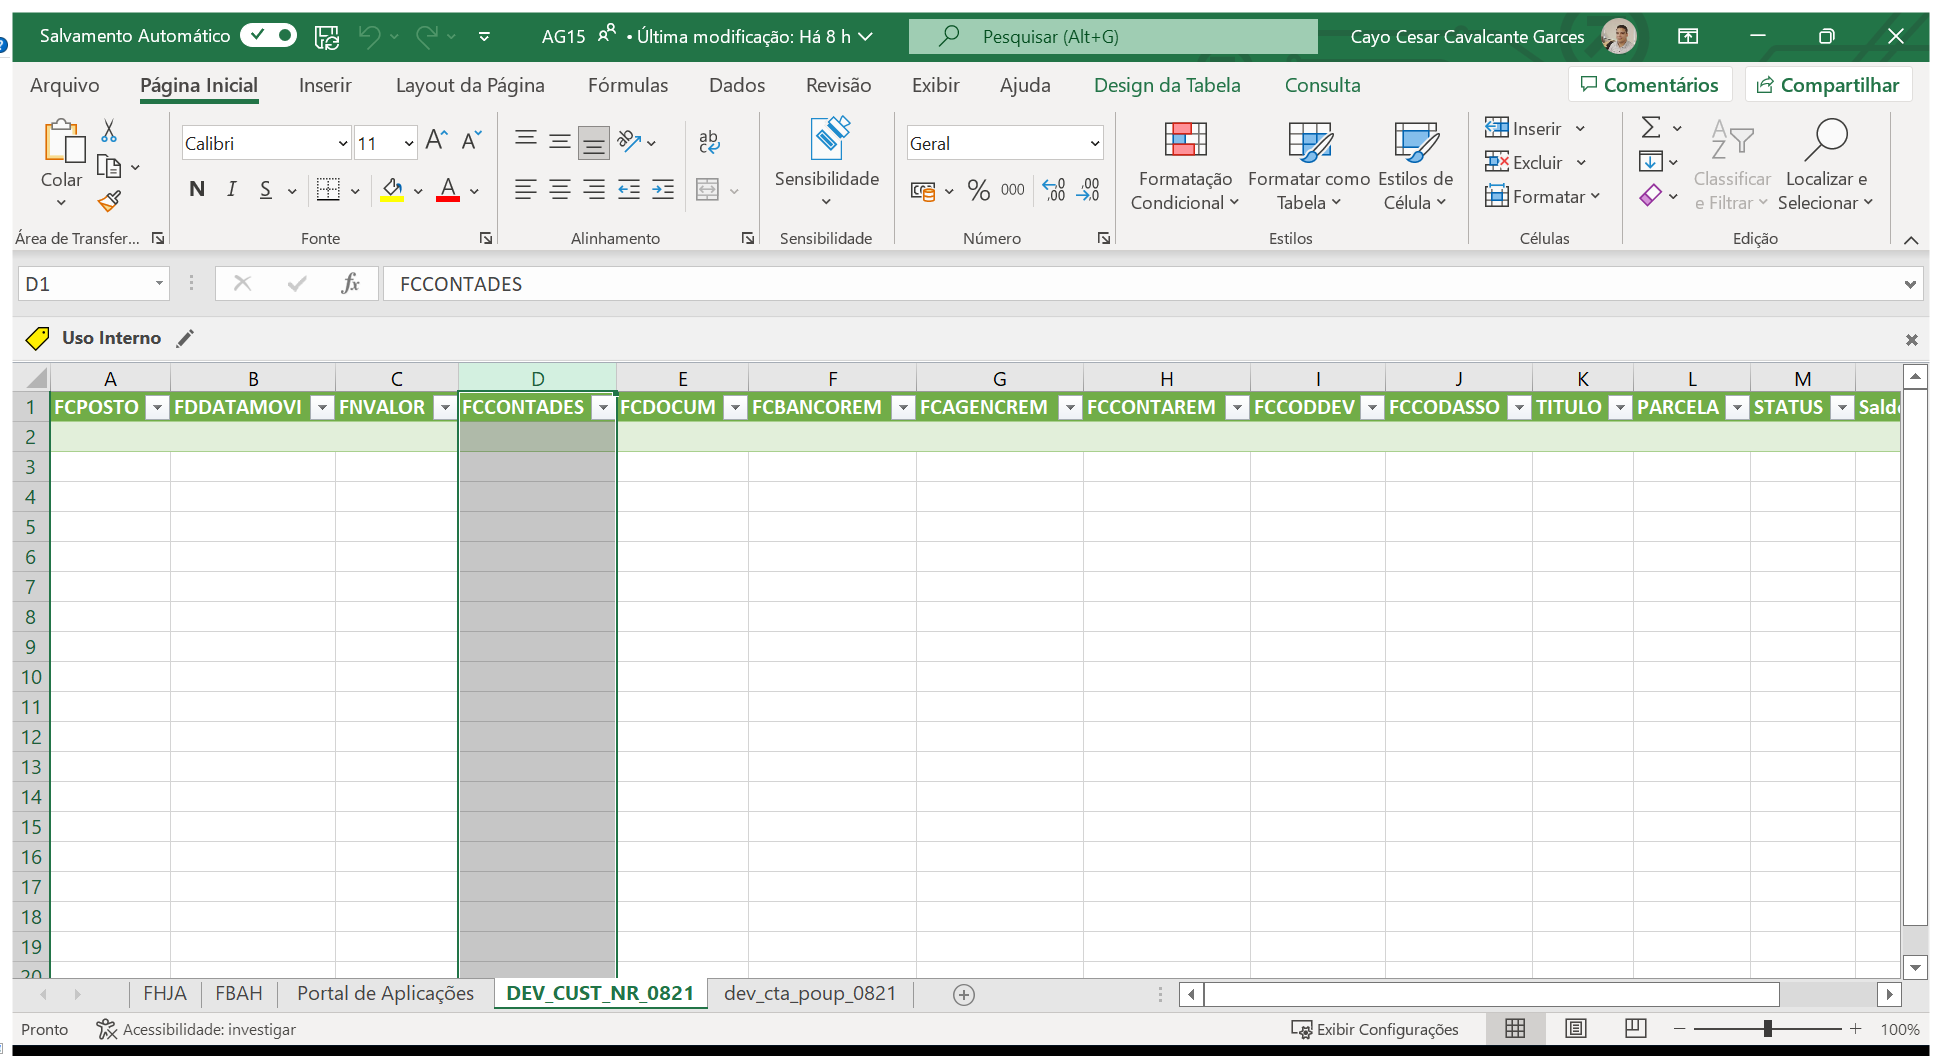 Salvamento Automático AG15 • Última modificação: Há 8 h Pesquisar (Alt+G) Cayo Cesar Cavalcante Garces
Arquivo Página Inicial Inserir Layout da Página Fórmulas Dados Revisão Exibir Ajuda Design da Tabela Consulta Comentários Compartilhar
Colar
Área de Transfer...
Calibri 11
N I S A
Fonte
ab
Alinhamento
Sensibilidade
Sensibilidade
Geral
% 000 ,00 ,00
Número
Formatação Condicional
Formatar como Tabela
Estilos de Célula
Estilos
Inserir
Excluir
Formatar
Células
Classificar e Filtrar
Localizar e Selecionar
Edição
D1 fx FCCONTADES
Uso Interno
A B C D E F G H I J K L M
1 FCPOSTO FDDATAMOVI FNVALOR FCCONTADES FCDOCUM FCBANCOREM FCAGENCREM FCCONTAREM FCCODDEV FCCODASSO TITULO PARCELA STATUS
2
3
4
5
6
7
8
9
10
11
12
13
14
15
16
17
18
19
20
FHJA FBAH Portal de Aplicações DEV_CUST_NR_0821 dev_cta_poup_0821
Pronto Acessibilidade: investigar Exibir Configurações 100%